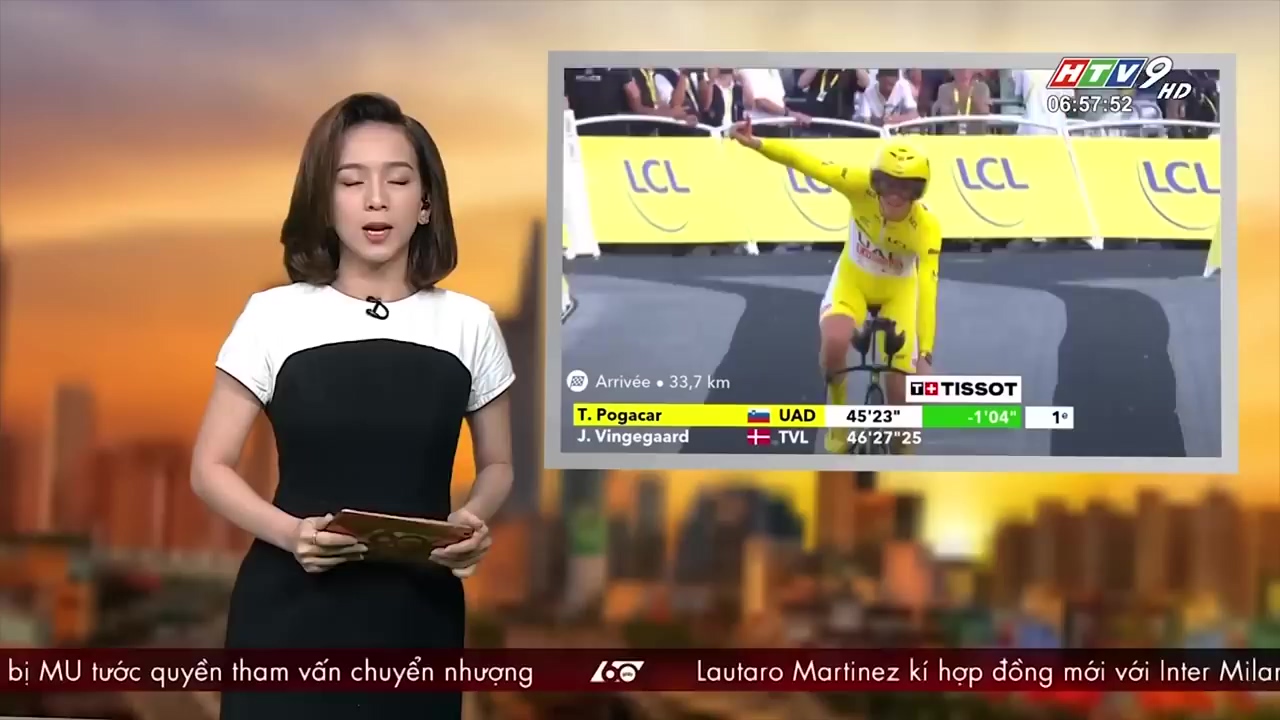 HTV9 HD
06:57:52
LCL
LCL
LCL
LCL
UAE
Arrivée • 33,7 km
T+ TISSOT
T. Pogacar UAD 45'23" -1'04" 1e
J. Vingegaard TVL 46'27"25
bị MU tước quyền tham vấn chuyển nhượng 60 Lautaro Martinez kí hợp đồng mới với Inter Milan